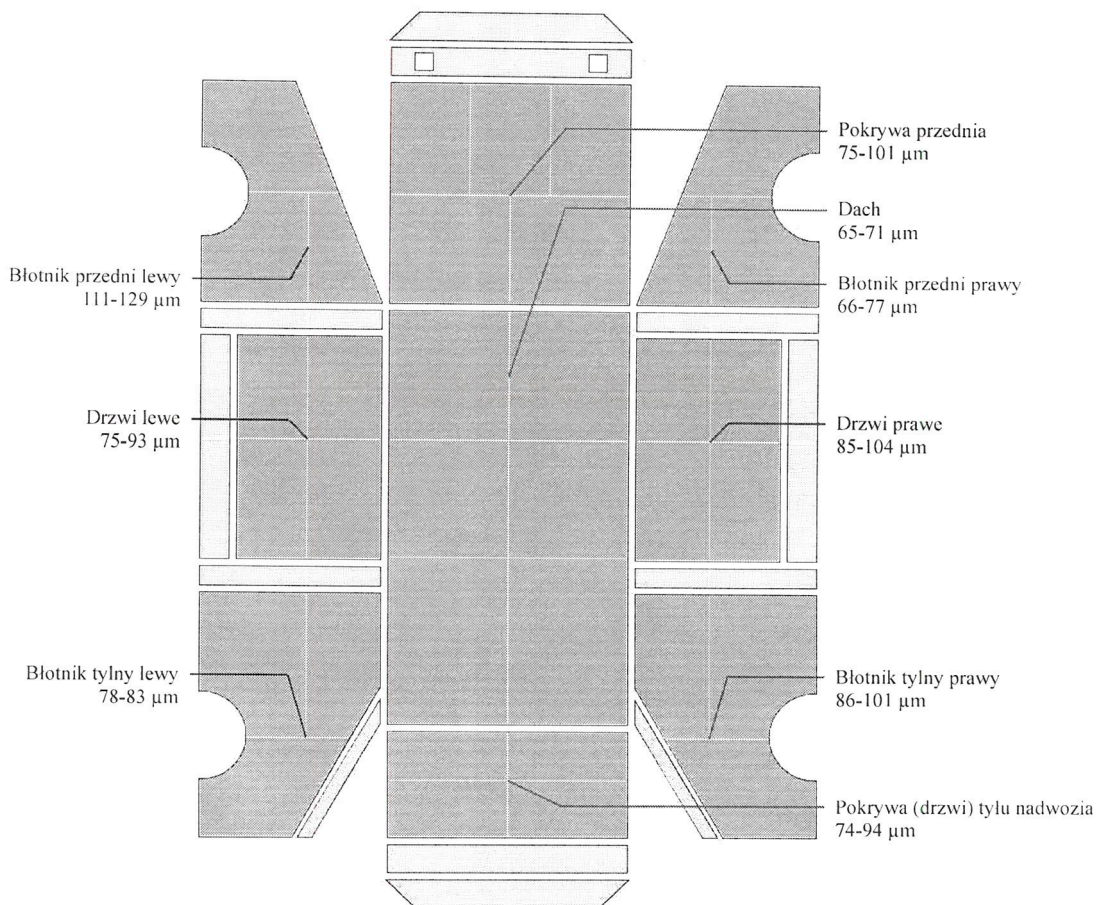 Pokrywa przednia
75-101 µm
Dach
65-71 µm
Błotnik przedni lewy
111-129 µm
Błotnik przedni prawy
66-77 µm
Drzwi lewe
75-93 µm
Drzwi prawe
85-104 µm
Błotnik tylny lewy
78-83 µm
Błotnik tylny prawy
86-101 µm
Pokrywa (drzwi) tyłu nadwozia
74-94 µm